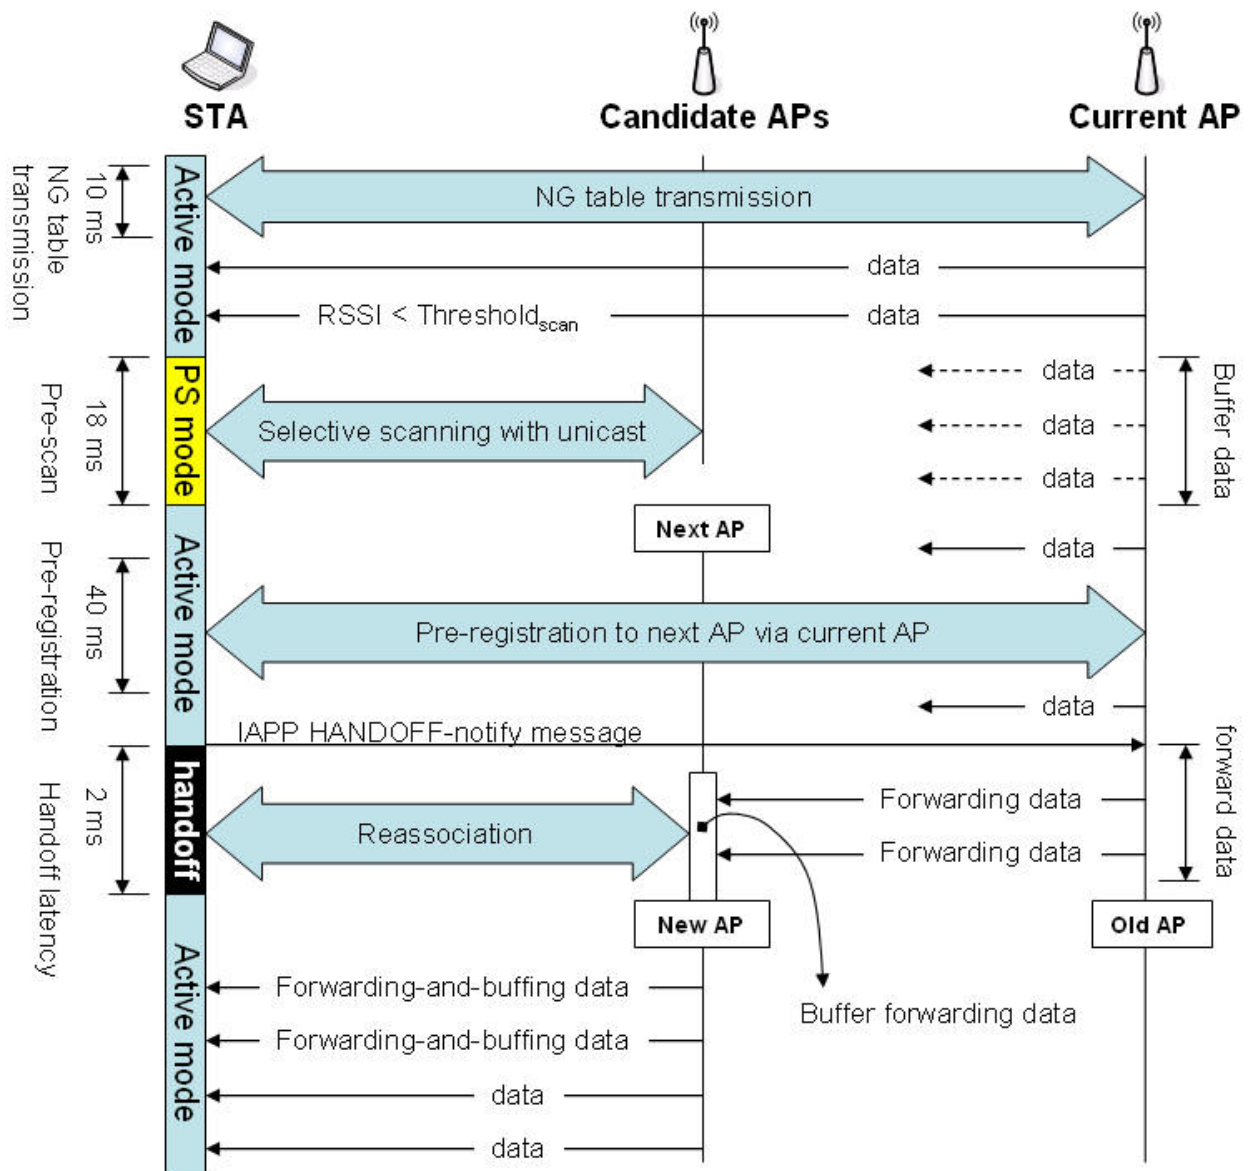 STA
Candidate APs
Current AP
NG table
transmission
10 ms
Active mode
NG table transmission
data
RSSI < Threshold scan
data
Pre-scan
18 ms
PS mode
Selective scanning with unicast
data
data
data
Buffer data
Next AP
data
Pre-registration
40 ms
Active mode
Pre-registration to next AP via current AP
data
IAPP HANDOFF-notify message
Handoff latency
2 ms
handoff
Reassociation
Forwarding data
Forwarding data
forward data
New AP
Old AP
Active mode
Forwarding-and-buffing data
Buffer forwarding data
Forwarding-and-buffing data
data
data